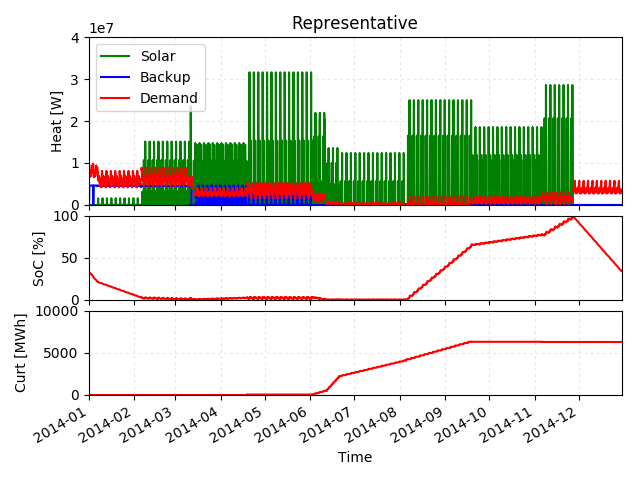 Representative
1e7
4
3
2
1
0
Heat [W]
Solar
Backup
Demand
100
50
0
SoC [%]
10000
5000
0
Curt [MWh]
2014-01
2014-02
2014-03
2014-04
2014-05
2014-06
2014-07
2014-08
2014-09
2014-10
2014-11
2014-12
Time